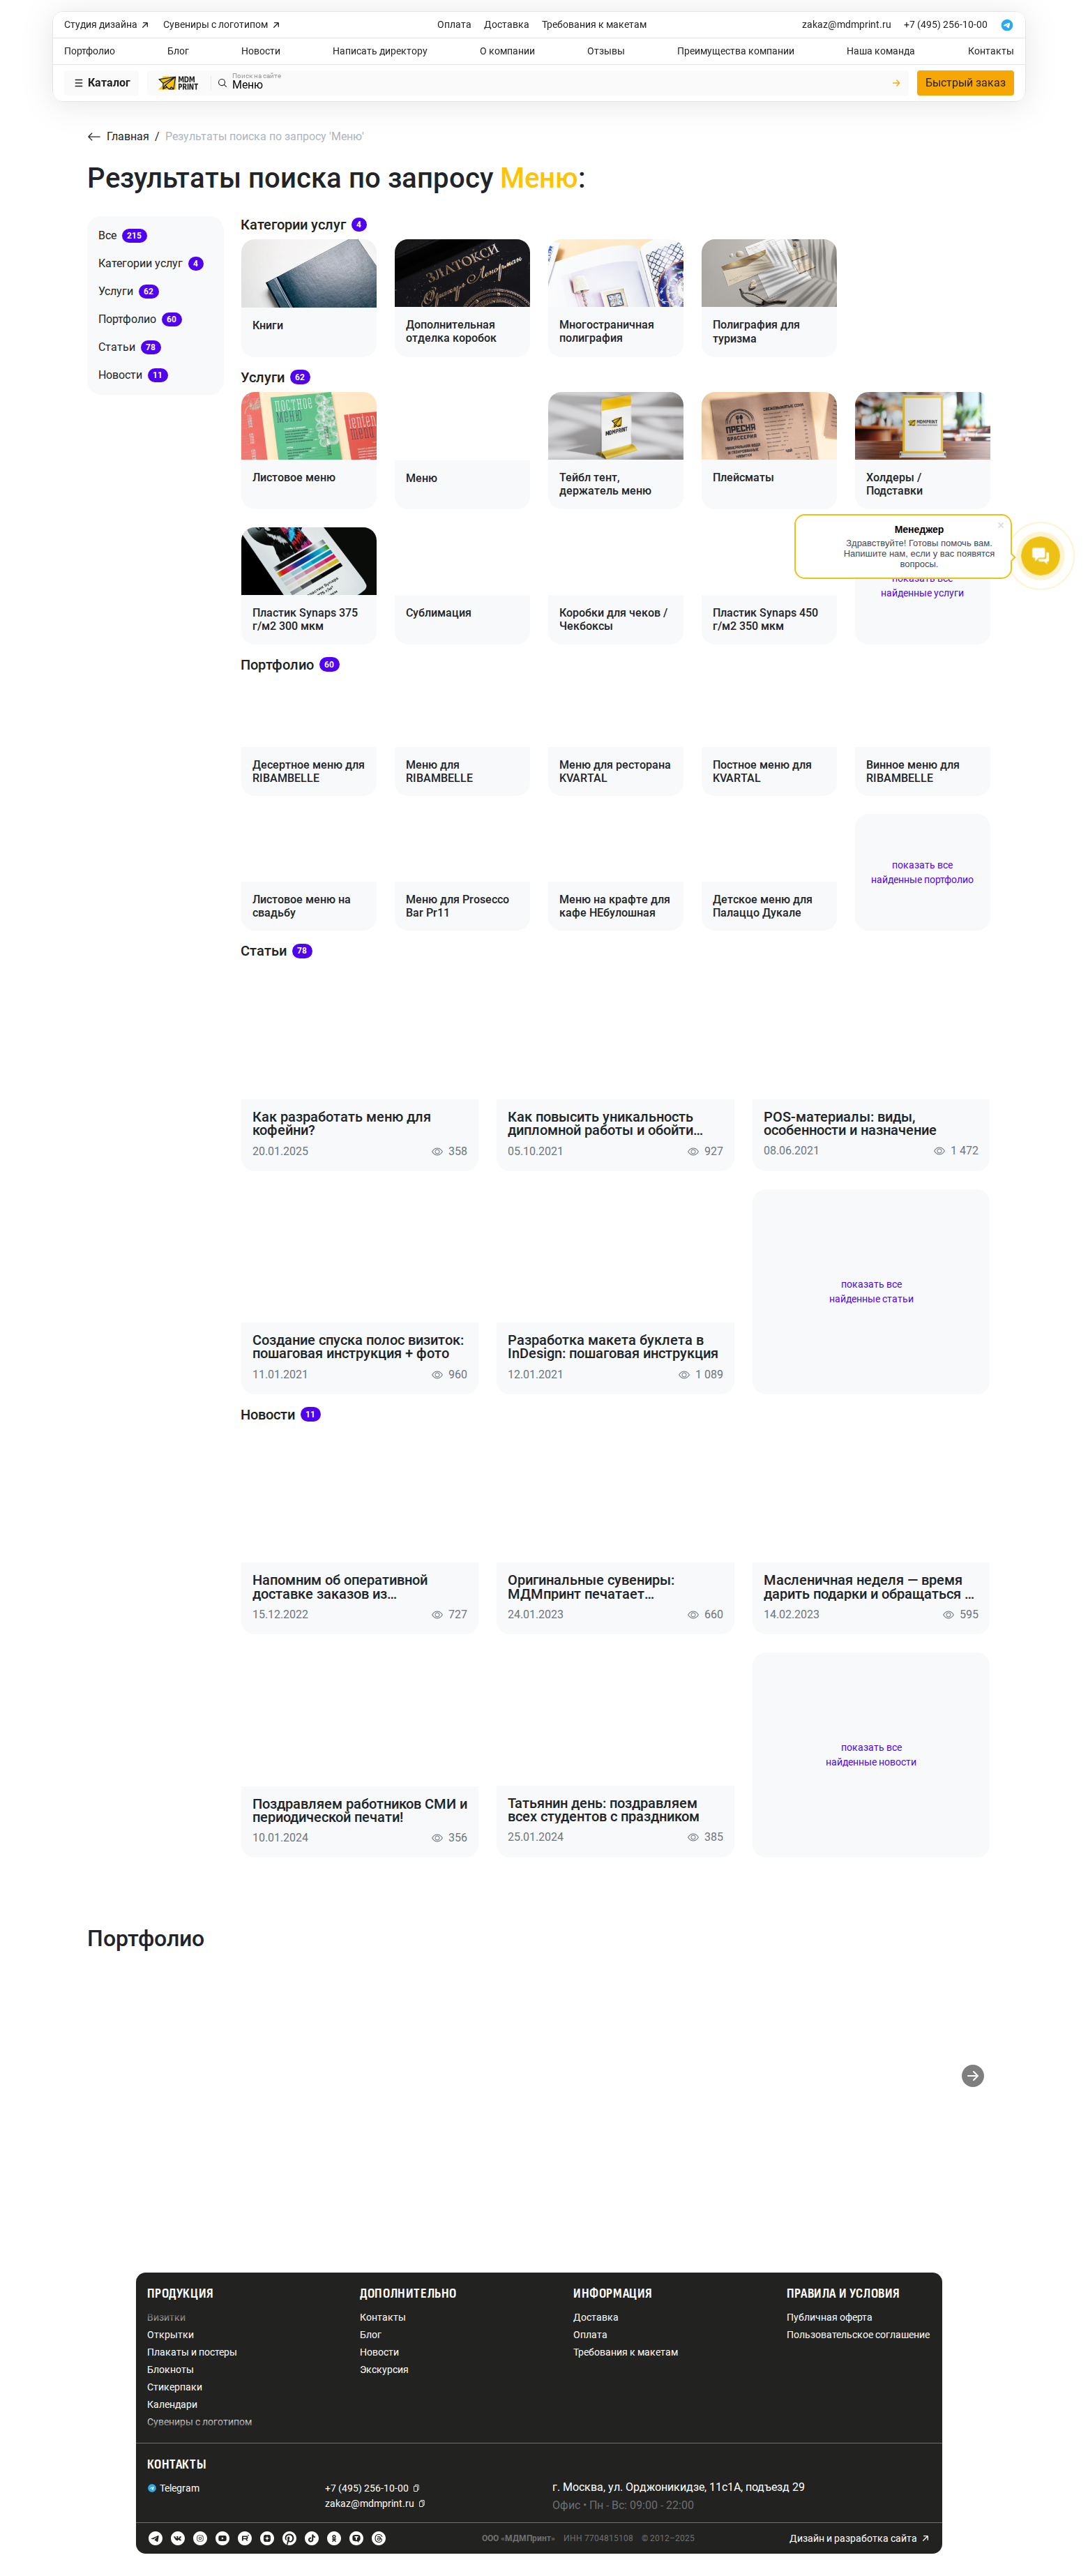 Студия дизайна
Сувениры с логотипом
Оплата
Доставка
Требования к макетам
zakaz@mdmprint.ru
+7 (495) 256-10-00
Портфолио
Блог
Новости
Написать директору
О компании
Отзывы
Преимущества компании
Наша команда
Контакты
Каталог
MDM
PRINT
Поиск на сайте
Меню
Быстрый заказ
Главная / Результаты поиска по запросу 'Меню'
Результаты поиска по запросу Меню:
Все 215
Категории услуг 4
Услуги 62
Портфолио 60
Статьи 78
Новости 11
Категории услуг 4
ЗЛАТОКСИ
Книги
Дополнительная
отделка коробок
Многостраничная
полиграфия
Полиграфия для
туризма
Услуги 62
ПРЕСНЯ
БРАССЕРИЯ
MDMPRINT
MDMPRINT
Листовое меню
Меню
Тейбл тент,
держатель меню
Плейсматы
Холдеры /
Подставки
Менеджер
Здравствуйте! Готовы помочь вам.
Напишите нам, если у вас появятся
вопросы.
показать все
найденные услуги
Пластик Synaps 375
г/м2 300 мкм
Сублимация
Коробки для чеков /
Чекбоксы
Пластик Synaps 450
г/м2 350 мкм
Портфолио 60
Десертное меню для
RIBAMBELLE
Меню для
RIBAMBELLE
Меню для ресторана
KVARTAL
Постное меню для
KVARTAL
Винное меню для
RIBAMBELLE
Листовое меню на
свадьбу
Меню для Prosecco
Bar Pr11
Меню на крафте для
кафе НЕбулошная
Детское меню для
Палаццо Дукале
показать все
найденные портфолио
Статьи 78
Как разработать меню для
кофейни?
20.01.2025
358
Как повысить уникальность
дипломной работы и обойти...
05.10.2021
927
POS-материалы: виды,
особенности и назначение
08.06.2021
1 472
Создание спуска полос визиток:
пошаговая инструкция + фото
11.01.2021
960
Разработка макета буклета в
InDesign: пошаговая инструкция
12.01.2021
1 089
показать все
найденные статьи
Новости 11
Напомним об оперативной
доставке заказов из...
15.12.2022
727
Оригинальные сувениры:
МДМпринт печатает...
24.01.2023
660
Масленичная неделя — время
дарить подарки и обращаться ...
14.02.2023
595
Поздравляем работников СМИ и
периодической печати!
10.01.2024
356
Татьянин день: поздравляем
всех студентов с праздником
25.01.2024
385
показать все
найденные новости
Портфолио
ПРОДУКЦИЯ
Визитки
Открытки
Плакаты и постеры
Блокноты
Стикерпаки
Календари
Сувениры с логотипом
ДОПОЛНИТЕЛЬНО
Контакты
Блог
Новости
Экскурсия
ИНФОРМАЦИЯ
Доставка
Оплата
Требования к макетам
ПРАВИЛА И УСЛОВИЯ
Публичная оферта
Пользовательское соглашение
КОНТАКТЫ
Telegram
+7 (495) 256-10-00
zakaz@mdmprint.ru
г. Москва, ул. Орджоникидзе, 11с1А, подъезд 29
Офис • Пн - Вс: 09:00 - 22:00
ООО «МДМПринт»
ИНН 7704815108
© 2012–2025
Дизайн и разработка сайта